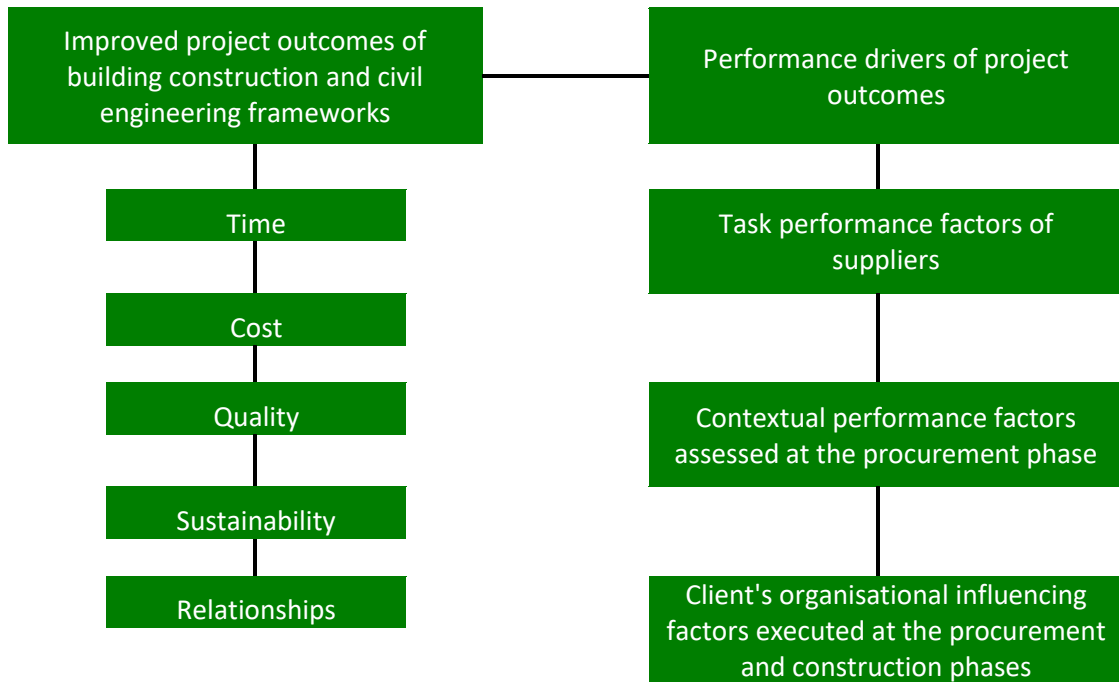 Improved project outcomes of
building construction and civil
engineering frameworks
Time
Cost
Quality
Sustainability
Relationships
Performance drivers of project
outcomes
Task performance factors of
suppliers
Contextual performance factors
assessed at the procurement phase
Client's organisational influencing
factors executed at the procurement
and construction phases